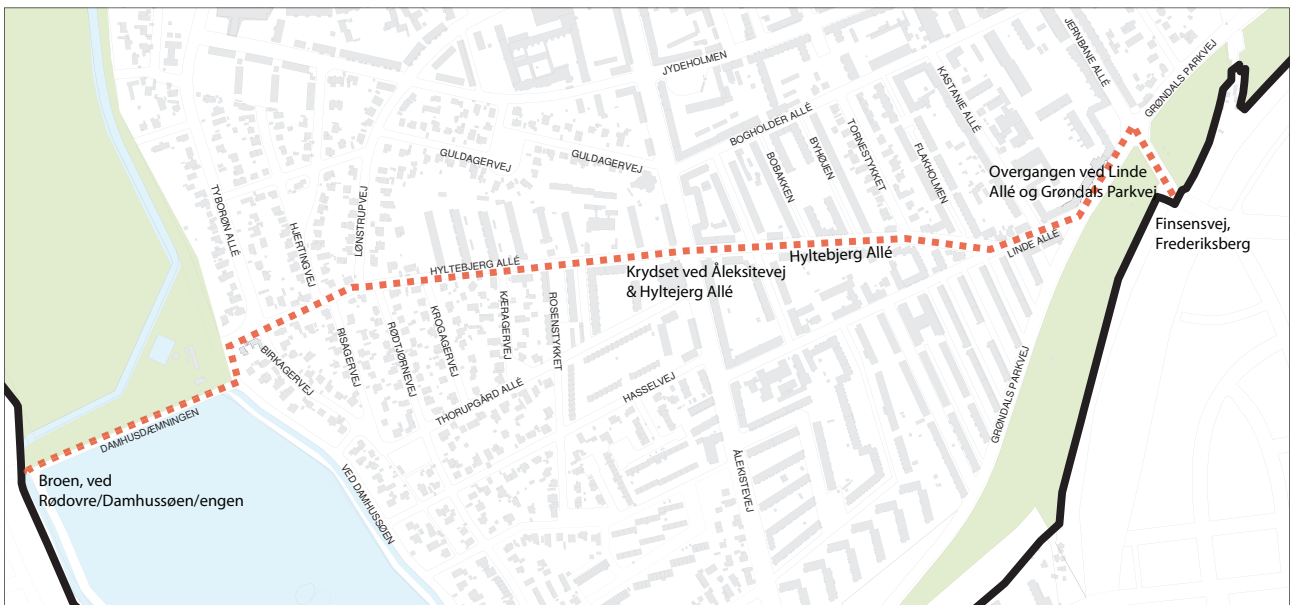 JERNBANE ALLÉ
GRØNDALS PARKVEJ
JYDEHOLMEN
KASTANIE ALLÉ
BOGHOLDER ALLÉ
TORNESTYKKET
BYHØJEN
BOBAKKEN
FLAKHOLMEN
GULDAGERVEJ
GULDAGERVEJ
Overgangen ved Linde
Allé og Grøndals Parkvej
TYBORØN ALLÉ
HJERTINGVEJ
LØNSTRUPVEJ
Finsensvej,
Frederiksberg
LINDE ALLÉ
HYLTEBJERG ALLÉ
Hyltebjerg Allé
Krydset ved Åleksitevej
& Hyltejerg Allé
BIRKAGERVEJ
RISAGERVEJ
RØDTJØRNEVEJ
KROGAGERVEJ
KÆRAGERVEJ
ROSENSTYKKET
THORUPGÅRD ALLÉ
HASSELVEJ
GRØNDALS PARKVEJ
DAMHUSDÆMNINGEN
ÅLEKISTEVEJ
VED DAMHUSSØEN
Broen, ved
Rødovre/Damhussøen/engen